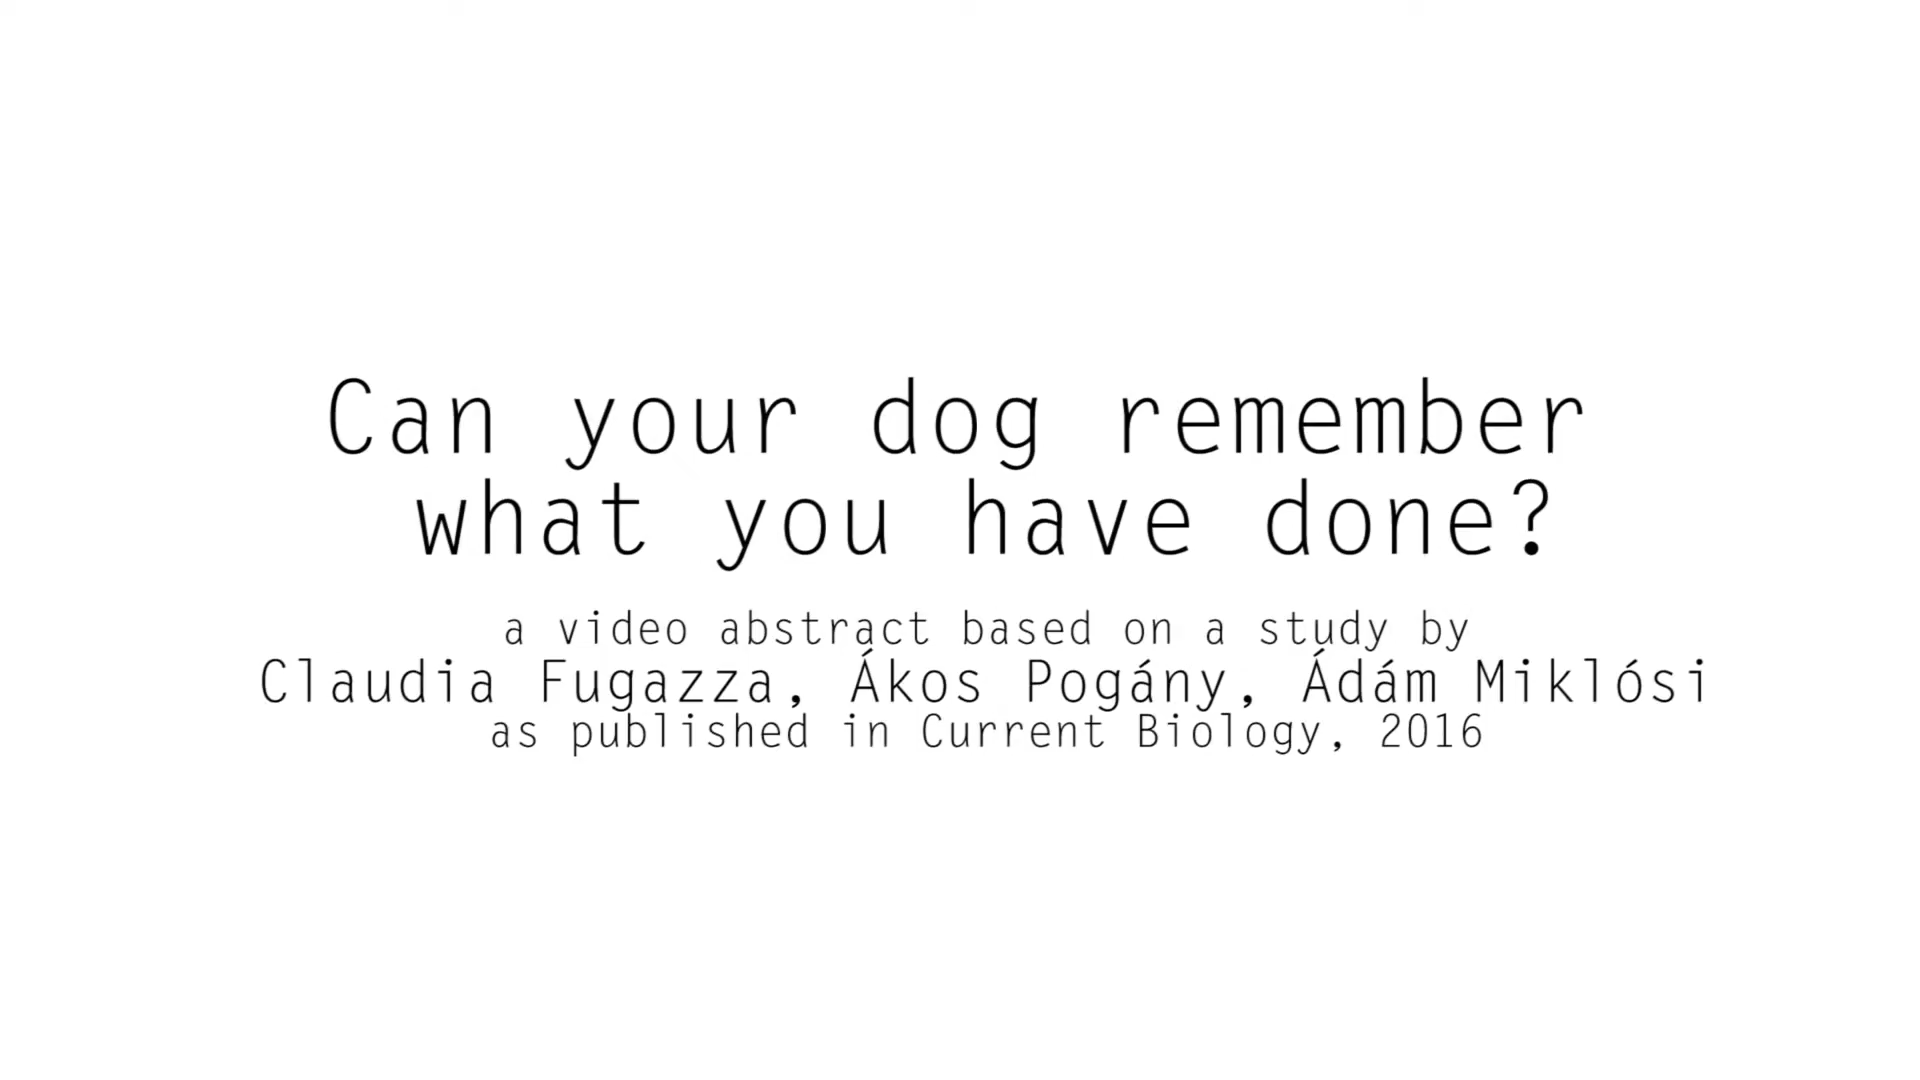 Can your dog remember
what you have done?
a video abstract based on a study by
Claudia Fugazza, Ákos Pogány, Ádám Miklósi
as published in Current Biology, 2016